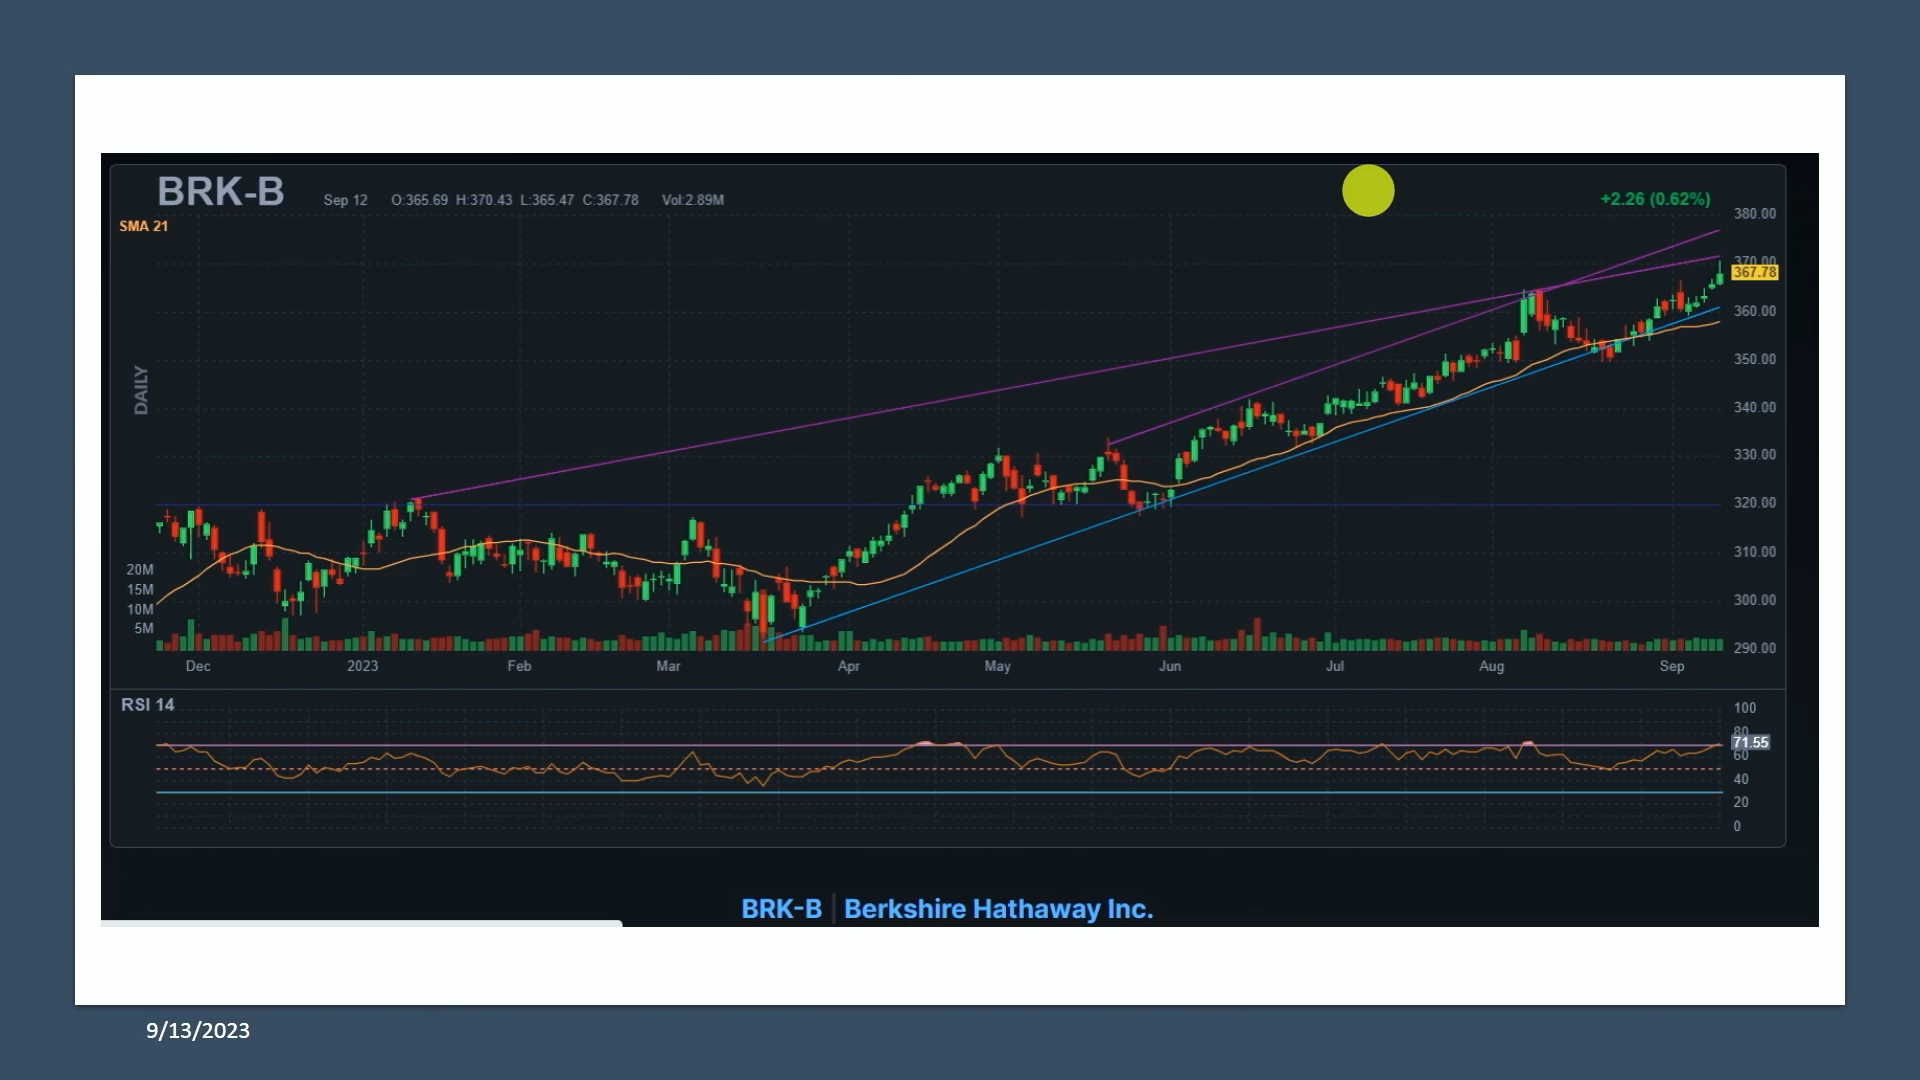 BRK-B Sep 12 O:365.69 H:370.43 L:365.47 C:367.78 Vol:2.89M +2.26 (0.62%)
SMA 21
380.00
370.00
367.78
360.00
350.00
DAILY
340.00
330.00
320.00
310.00
300.00
290.00
20M
15M
10M
5M
Dec 2023 Feb Mar Apr May Jun Jul Aug Sep
RSI 14
100
80
71.55
60
40
20
0
BRK-B Berkshire Hathaway Inc.
9/13/2023